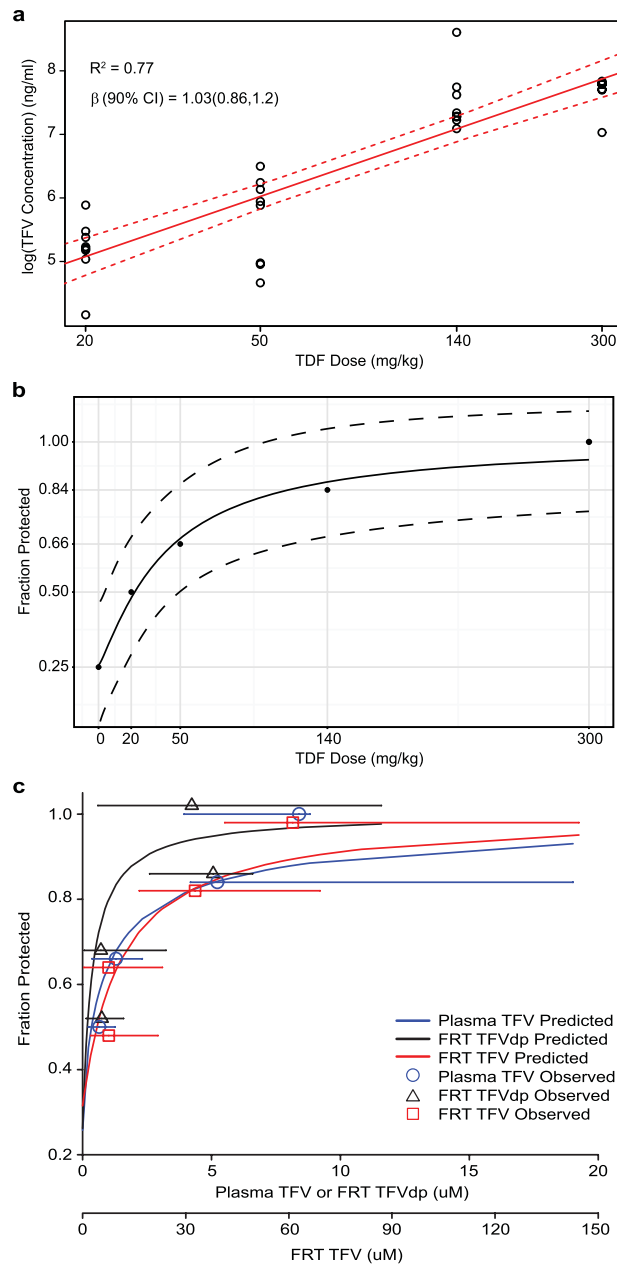 a
R² = 0.77
β (90% CI) = 1.03(0.86,1.2)
log(TFV Concentration) (ng/ml)
8
7
6
5
20 50 140 300
TDF Dose (mg/kg)
b
Fraction Protected
1.00
0.84
0.66
0.50
0.25
0 20 50 140 300
TDF Dose (mg/kg)
c
Fration Protected
1.0
0.8
0.6
0.4
0.2
Plasma TFV Predicted
FRT TFVdp Predicted
FRT TFV Predicted
Plasma TFV Observed
FRT TFVdp Observed
FRT TFV Observed
0 5 10 15 20
Plasma TFV or FRT TFVdp (uM)
0 30 60 90 120 150
FRT TFV (uM)